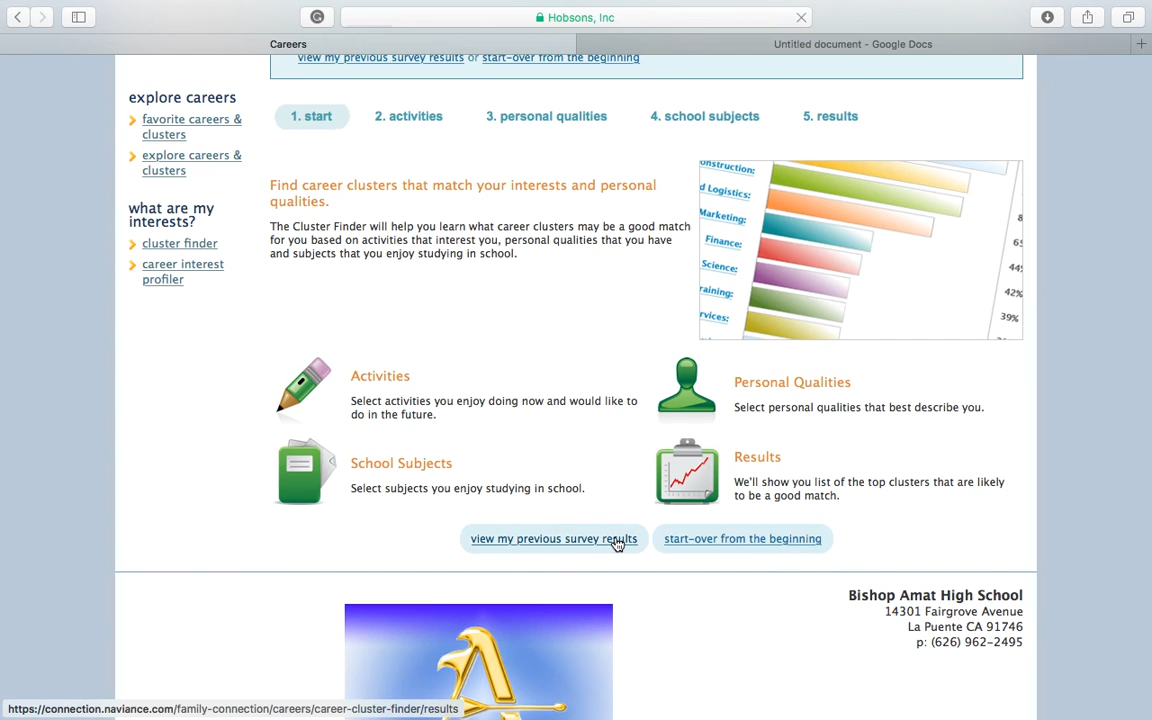 Hobsons, Inc
Careers
Untitled document - Google Docs
view my previous survey results or start-over from the beginning
explore careers
favorite careers &
clusters
explore careers &
clusters
what are my
interests?
cluster finder
career interest
profiler
1. start
2. activities
3. personal qualities
4. school subjects
5. results
Find career clusters that match your interests and personal
qualities.
The Cluster Finder will help you learn what career clusters may be a good match
for you based on activities that interest you, personal qualities that you have
and subjects that you enjoy studying in school.
onstruction:
d Logistics:
Marketing:
Finance:
Science:
raining:
rvices:
44
42%
39%
Activities
Select activities you enjoy doing now and would like to
do in the future.
Personal Qualities
Select personal qualities that best describe you.
School Subjects
Select subjects you enjoy studying in school.
Results
We'll show you list of the top clusters that are likely
to be a good match.
view my previous survey results
start-over from the beginning
Bishop Amat High School
14301 Fairgrove Avenue
La Puente CA 91746
p: (626) 962-2495
https://connection.naviance.com/family-connection/careers/career-cluster-finder/results